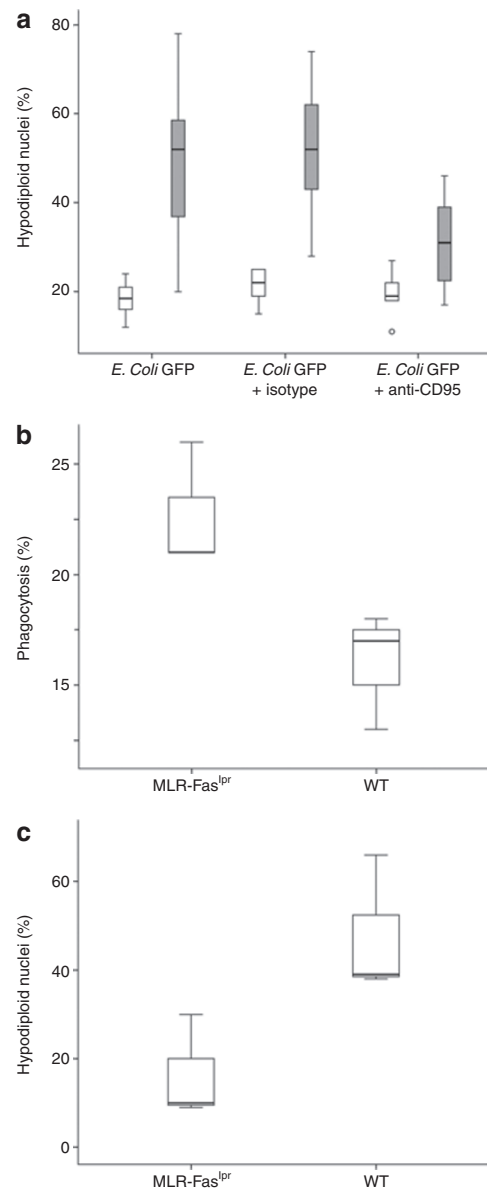 a
Hypodiploid nuclei (%)
80
60
40
20
E. Coli GFP
E. Coli GFP
+ isotype
E. Coli GFP
+ anti-CD95
b
Phagocytosis (%)
25
20
15
MLR-Fas^lpr
WT
c
Hypodiploid nuclei (%)
60
40
20
0
MLR-Fas^lpr
WT